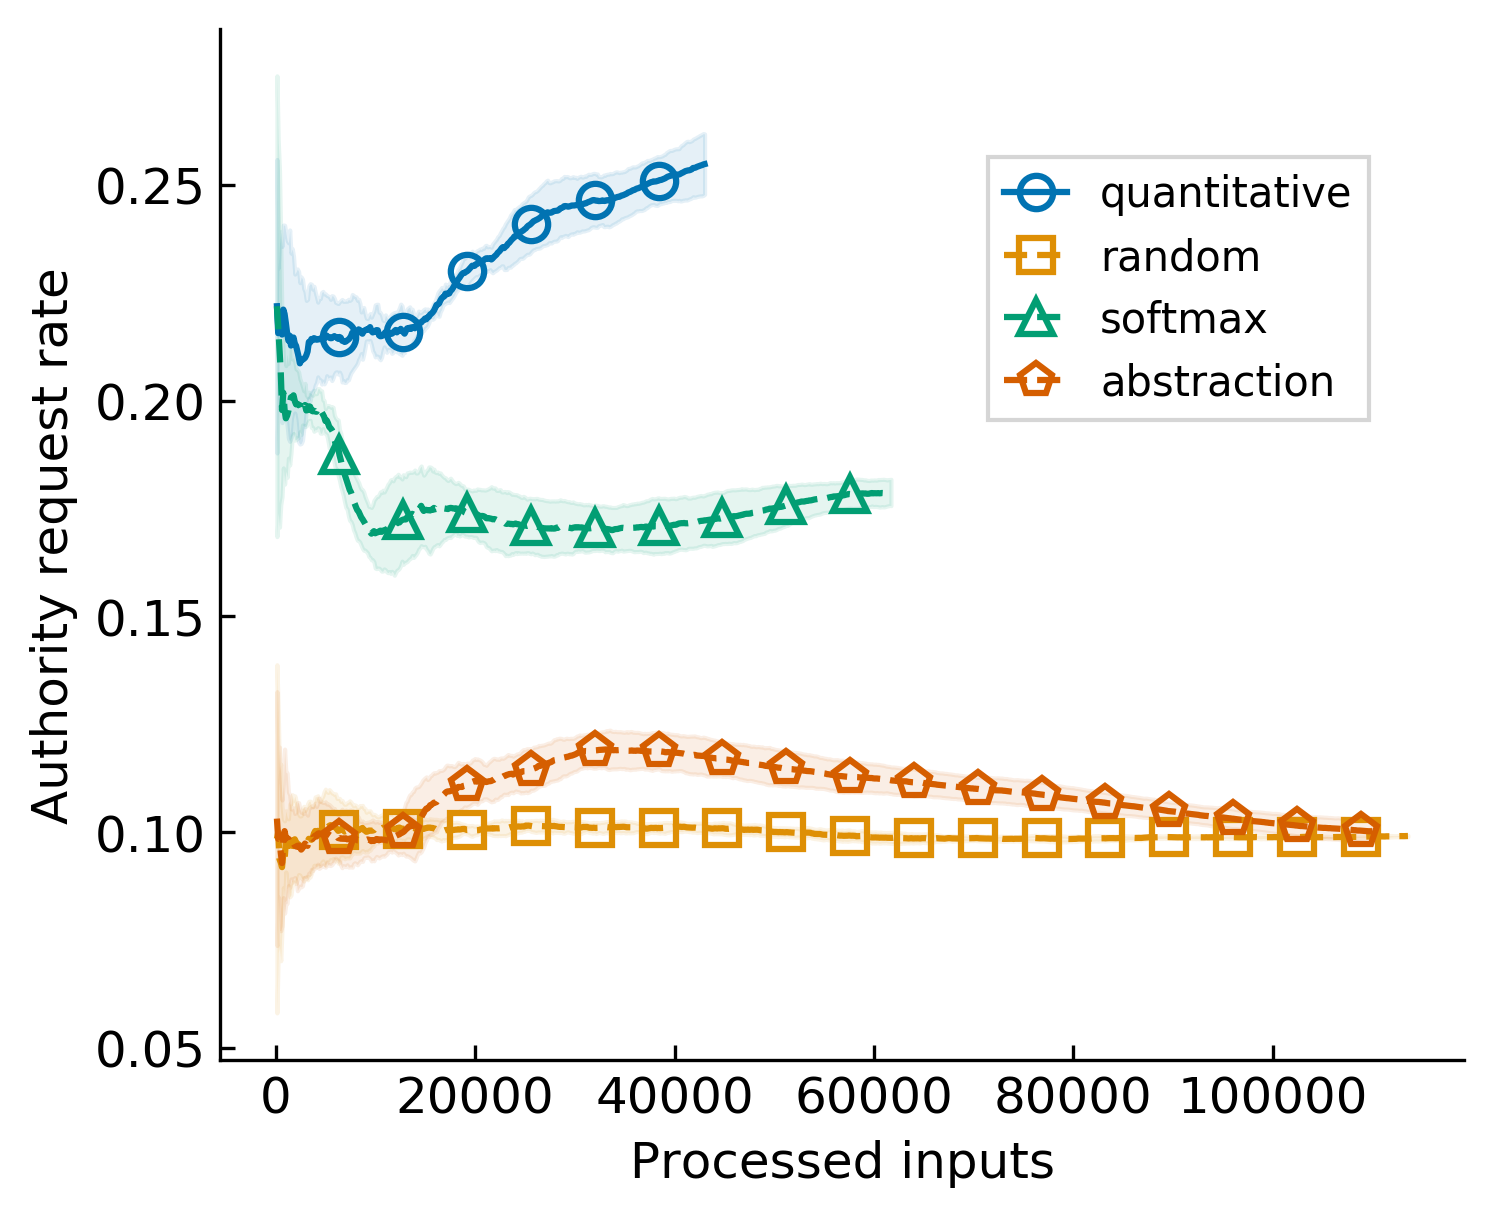 Authority request rate
0.25
0.20
0.15
0.10
0.05
quantitative
random
softmax
abstraction
0 20000 40000 60000 80000 100000
Processed inputs